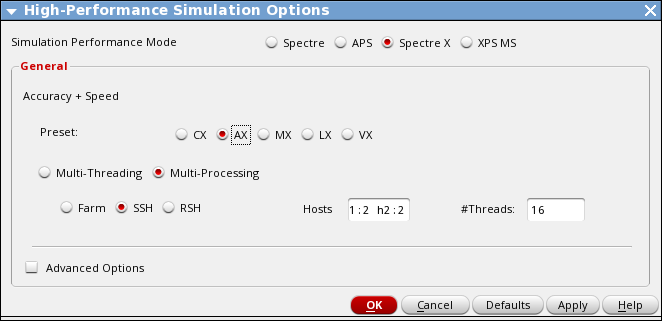 High-Performance Simulation Options
Simulation Performance Mode Spectre APS Spectre X XPS MS
General
Accuracy + Speed
Preset: CX AX MX LX VX
Multi-Threading Multi-Processing
Farm SSH RSH Hosts 1:2 h2:2 #Threads: 16
Advanced Options
OK Cancel Defaults Apply Help